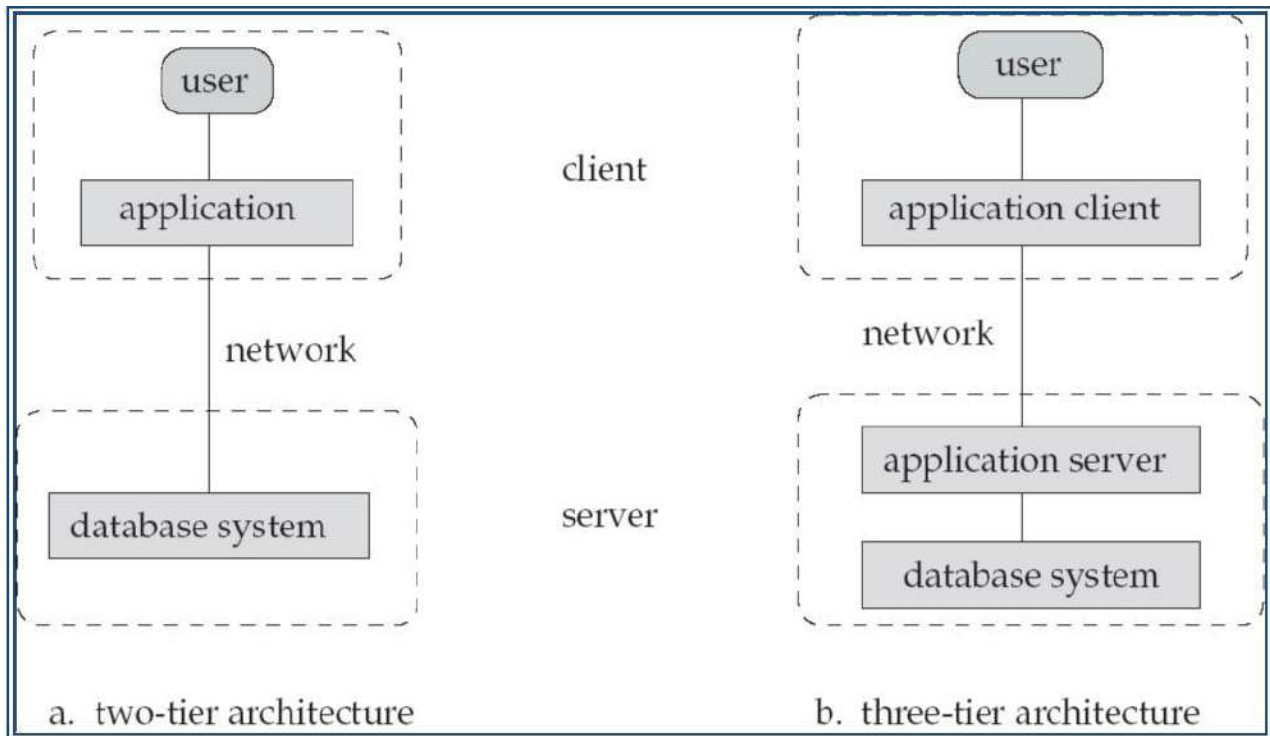 user
application
network
database system
a. two-tier architecture
client
server
user
application client
network
application server
database system
b. three-tier architecture